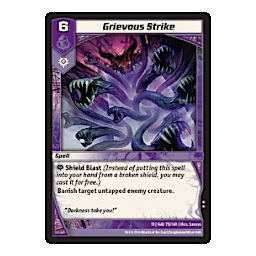 6
Grievous Strike
Spell
Shield Blast (Instead of putting this spell
into your hand from a broken shield, you may
cast it for free.)
Banish target untapped enemy creature.
"Darkness take you!"